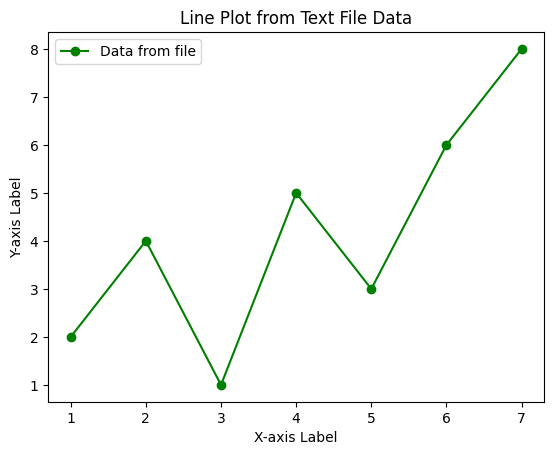 Line Plot from Text File Data
Data from file
8
7
6
5
4
3
2
1
Y-axis Label
1 2 3 4 5 6 7
X-axis Label